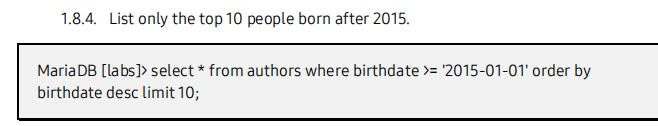 1.8.4. List only the top 10 people born after 2015.
MariaDB [labs]> select * from authors where birthdate >= '2015-01-01' order by
birthdate desc limit 10;